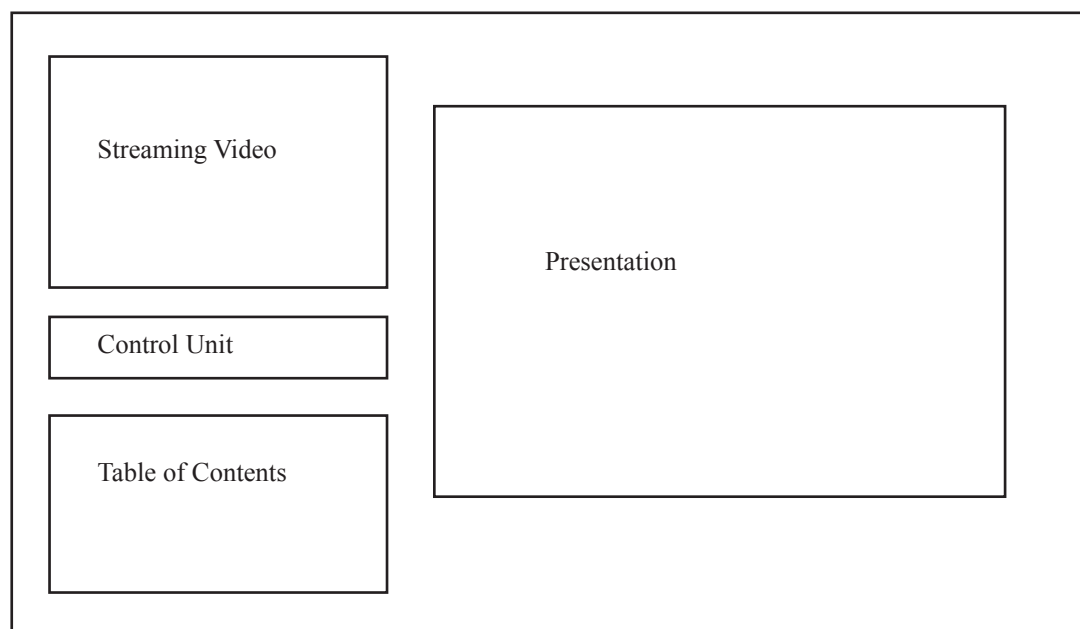 Streaming Video
Control Unit
Table of Contents
Presentation